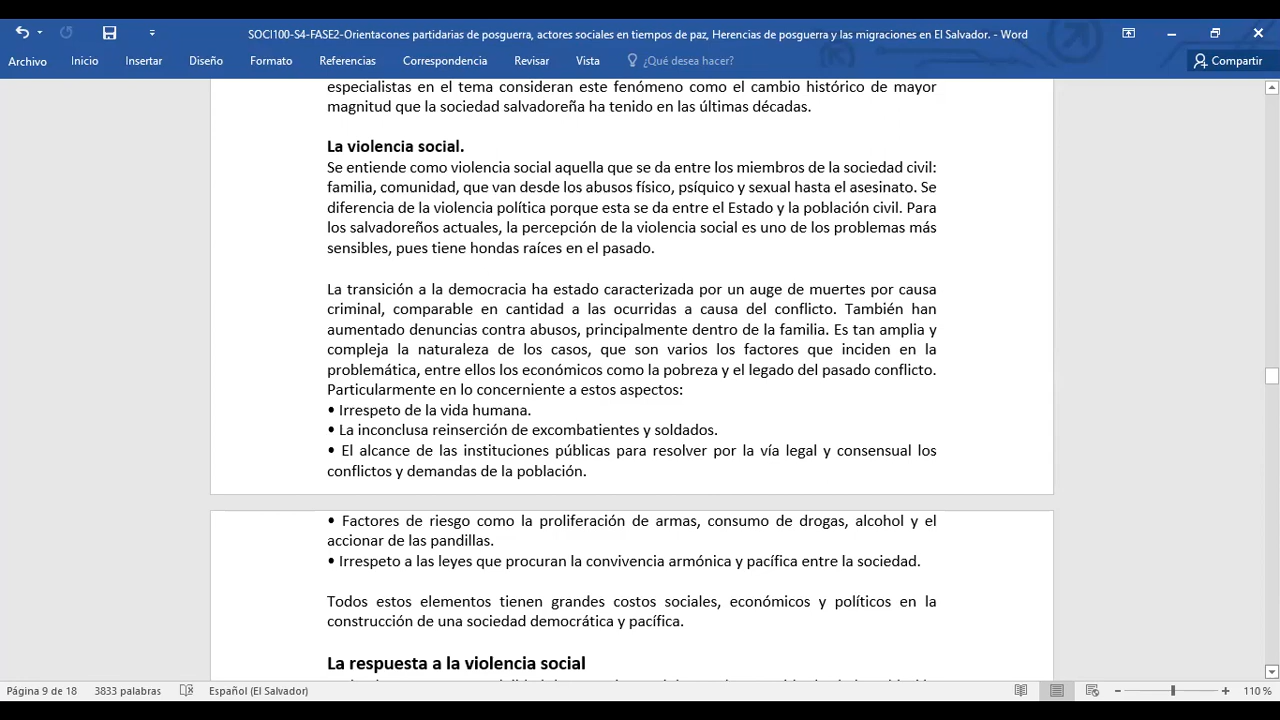 SOCI100-S4-FASE2-Orientacones partidarias de posguerra, actores sociales en tiempos de paz, Herencias de posguerra y las migraciones en El Salvador. - Word
Archivo Inicio Insertar Diseño Formato Referencias Correspondencia Revisar Vista ¿Qué desea hacer? Compartir
especialistas en el tema consideran este fenómeno como el cambio histórico de mayor
magnitud que la sociedad salvadoreña ha tenido en las últimas décadas.
La violencia social.
Se entiende como violencia social aquella que se da entre los miembros de la sociedad civil:
familia, comunidad, que van desde los abusos físico, psíquico y sexual hasta el asesinato. Se
diferencia de la violencia política porque esta se da entre el Estado y la población civil. Para
los salvadoreños actuales, la percepción de la violencia social es uno de los problemas más
sensibles, pues tiene hondas raíces en el pasado.
La transición a la democracia ha estado caracterizada por un auge de muertes por causa
criminal, comparable en cantidad a las ocurridas a causa del conflicto. También han
aumentado denuncias contra abusos, principalmente dentro de la familia. Es tan amplia y
compleja la naturaleza de los casos, que son varios los factores que inciden en la
problemática, entre ellos los económicos como la pobreza y el legado del pasado conflicto.
Particularmente en lo concerniente a estos aspectos:
• Irrespeto de la vida humana.
• La inconclusa reinserción de excombatientes y soldados.
• El alcance de las instituciones públicas para resolver por la vía legal y consensual los
conflictos y demandas de la población.
• Factores de riesgo como la proliferación de armas, consumo de drogas, alcohol y el
accionar de las pandillas.
• Irrespeto a las leyes que procuran la convivencia armónica y pacífica entre la sociedad.
Todos estos elementos tienen grandes costos sociales, económicos y políticos en la
construcción de una sociedad democrática y pacífica.
La respuesta a la violencia social
Página 9 de 18 3833 palabras Español (El Salvador) 110 %